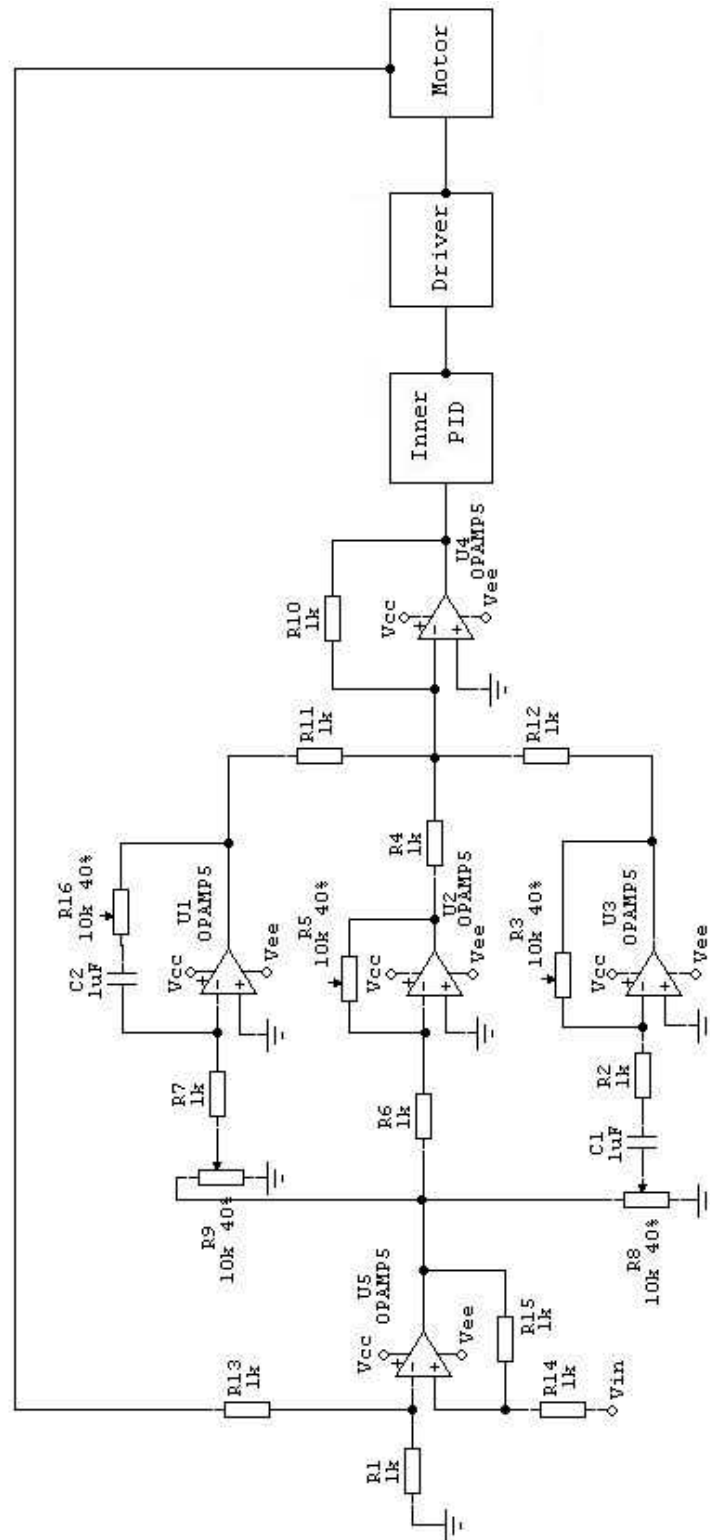 Motor
Driver
Inner
PID
U4
OPAMP5
Vcc
Vee
+
-
+
R10
1k
R11
1k
R12
1k
R4
1k
R16
10k 40%
C2
1uF
U1
OPAMP5
Vcc
Vee
+
-
+
R7
1k
R9
10k 40%
R5
10k 40%
U2
OPAMP5
Vcc
Vee
+
-
+
R6
1k
R3
10k 40%
U3
OPAMP5
Vcc
Vee
+
-
+
R2
1k
C1
1uF
R8
10k 40%
U5
OPAMP5
Vcc
Vee
+
-
+
R15
1k
R14
1k
Vin
R13
1k
R1
1k